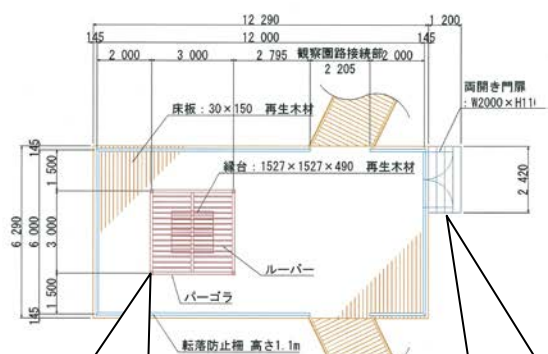 12 290
1 200
145
12 000
145
2 000
3 000
2 795
観察園路接続部
2 000
2 205
両開き門扉
:W2000×H11
床板:30×150 再生木材
145
1 500
縁台:1527×1527×490 再生木材
2 420
6 290
6 000
3 000
ルーバー
パーゴラ
1 500
145
転落防止柵 高さ1.1m